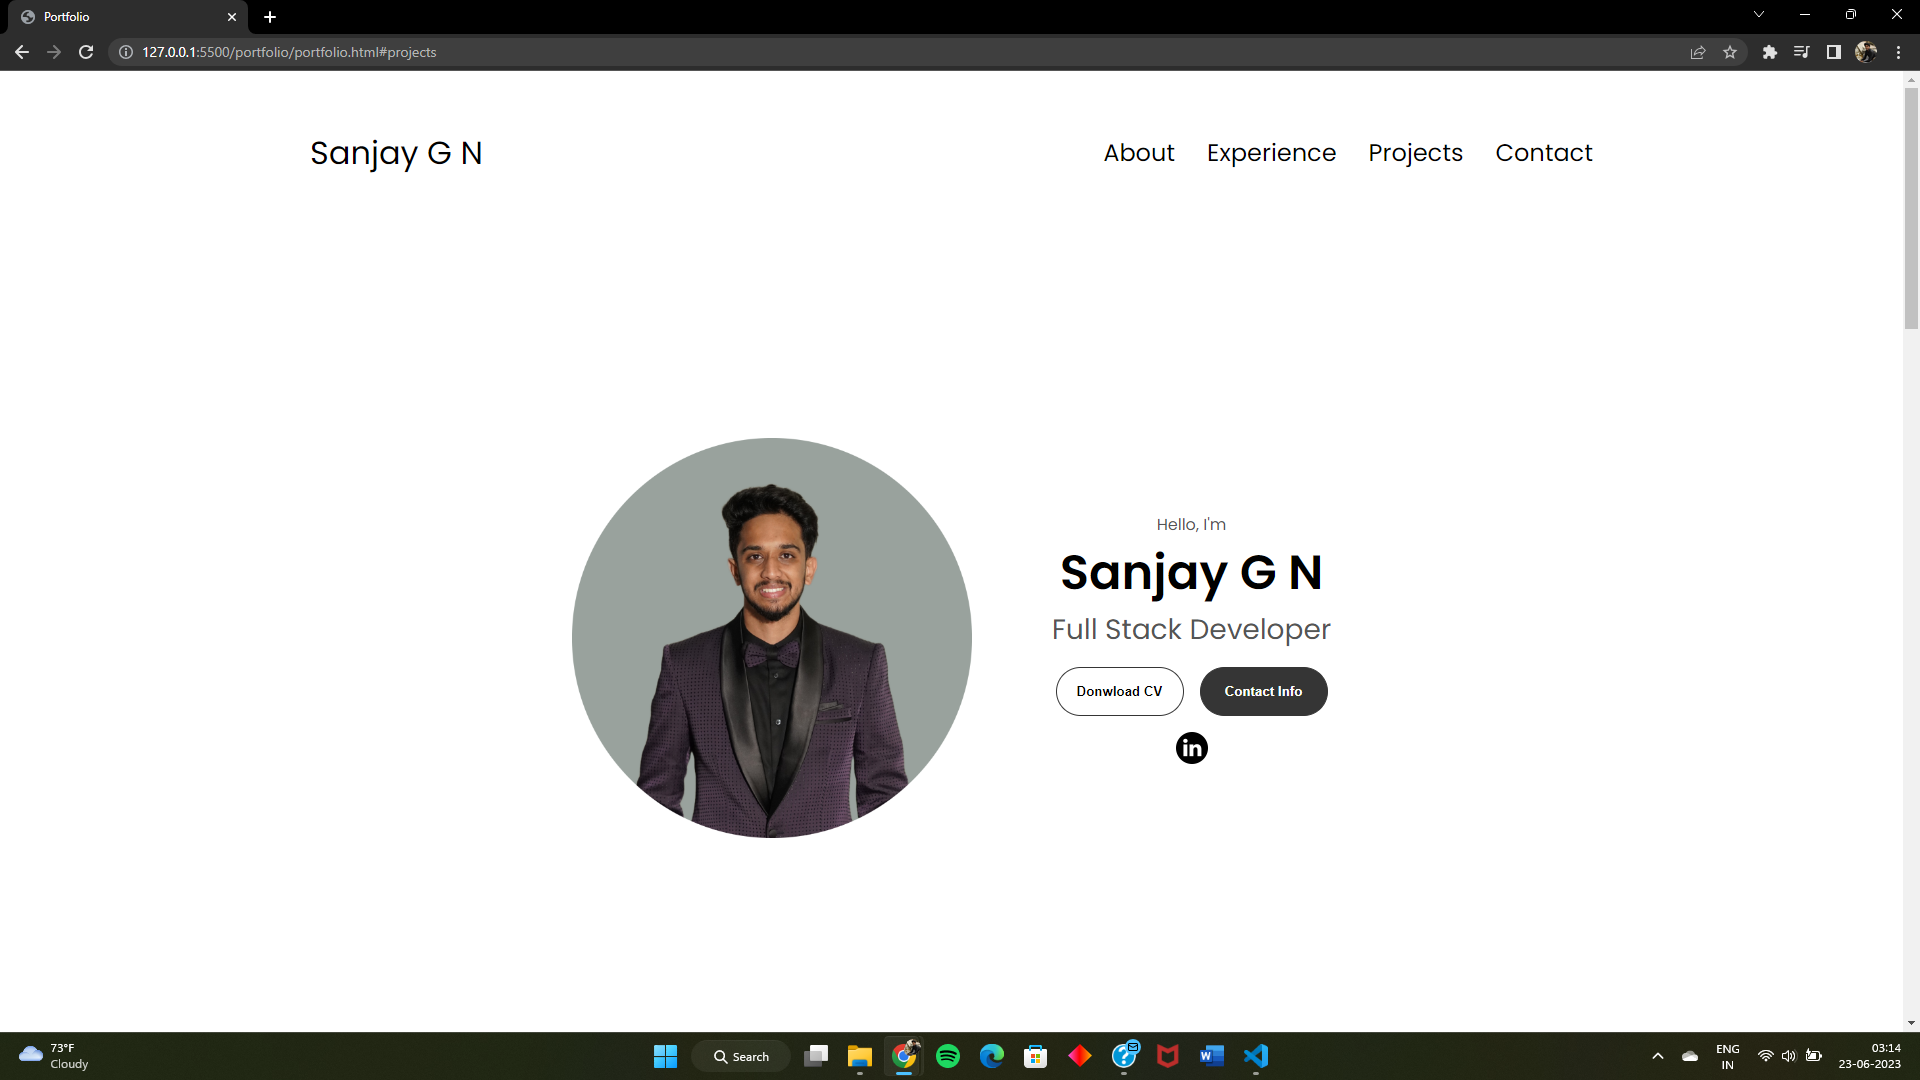 Portfolio
127.0.0.1:5500/portfolio/portfolio.html#projects
Sanjay G N
About Experience Projects Contact
Hello, I'm
Sanjay G N
Full Stack Developer
Donwload CV Contact Info
in
73°F
Cloudy
Search
ENG
IN
03:14
23-06-2023